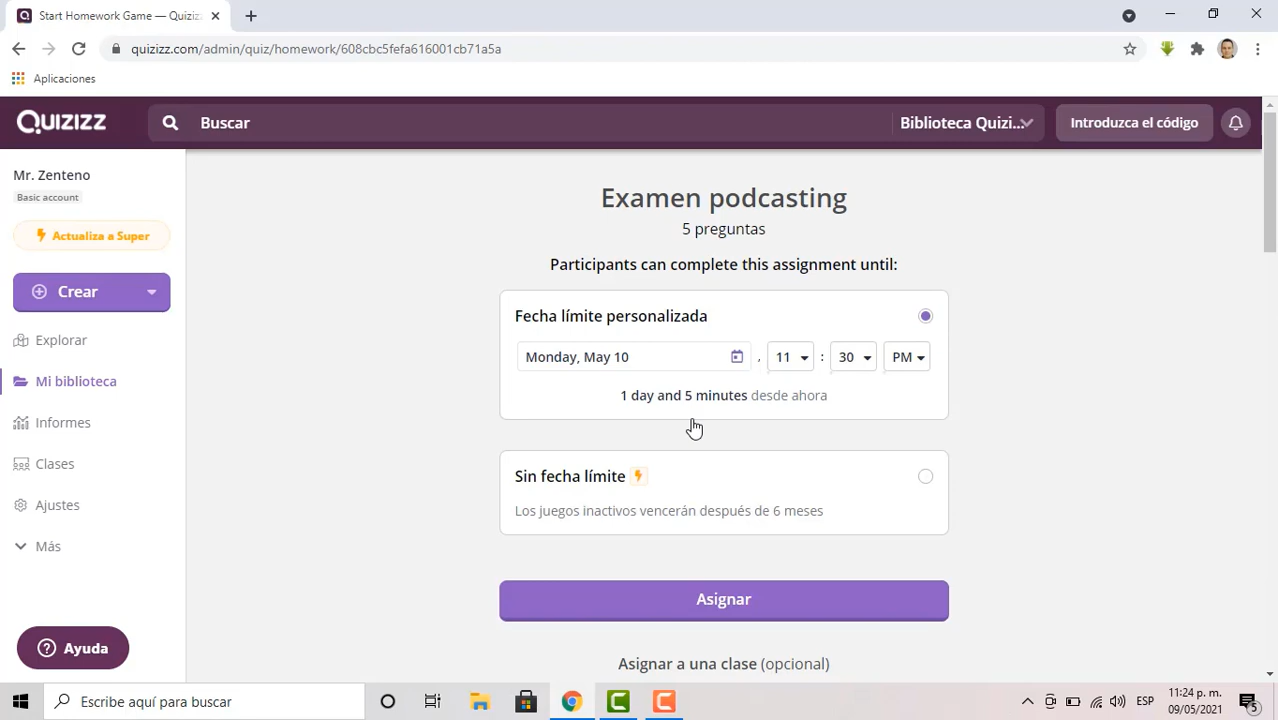 Start Homework Game — Quizizz
quizizz.com/admin/quiz/homework/608cbc5fefa616001cb71a5a
Aplicaciones
QUIZIZZ
Buscar
Biblioteca Quizi...
Introduzca el código
Mr. Zenteno
Basic account
Actualiza a Super
Crear
Explorar
Mi biblioteca
Informes
Clases
Ajustes
Más
Ayuda
Examen podcasting
5 preguntas
Participants can complete this assignment until:
Fecha límite personalizada
Monday, May 10 , 11 : 30 PM
1 day and 5 minutes desde ahora
Sin fecha límite
Los juegos inactivos vencerán después de 6 meses
Asignar
Asignar a una clase (opcional)
Escribe aquí para buscar
ESP
11:24 p. m.
09/05/2021
5